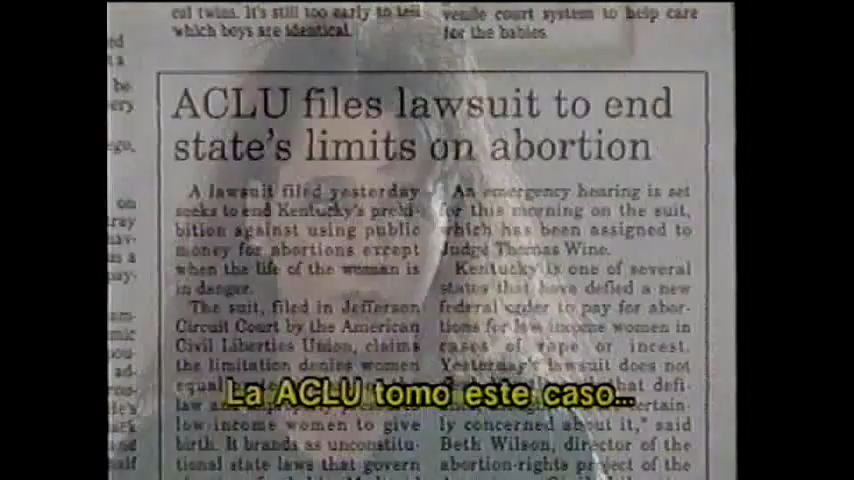 cal twins. It's still too early to tell
which boys are identical.
venile court system to help care
for the babies.
ACLU files lawsuit to end
state's limits on abortion
A lawsuit filed yesterday
seeks to end Kentucky's prohi-
bition against using public
money for abortions except
when the life of the woman is
in danger.
The suit, filed in Jefferson
Circuit Court by the American
Civil Liberties Union, claims
the limitation denies women
equal
law
low-income women to give
birth. It brands as unconstitu-
tional state laws that govern
An emergency hearing is set
for this morning on the suit,
which has been assigned to
Judge Thomas Wine.
Kentucky is one of several
states that have defied a new
federal order to pay for abor-
tions for low income women in
cases of rape or incest.
Yesterday's lawsuit does not
that defi-
ertain-
ly concerned about it," said
Beth Wilson, director of the
abortion-rights project of the
La ACLU tomo este caso...